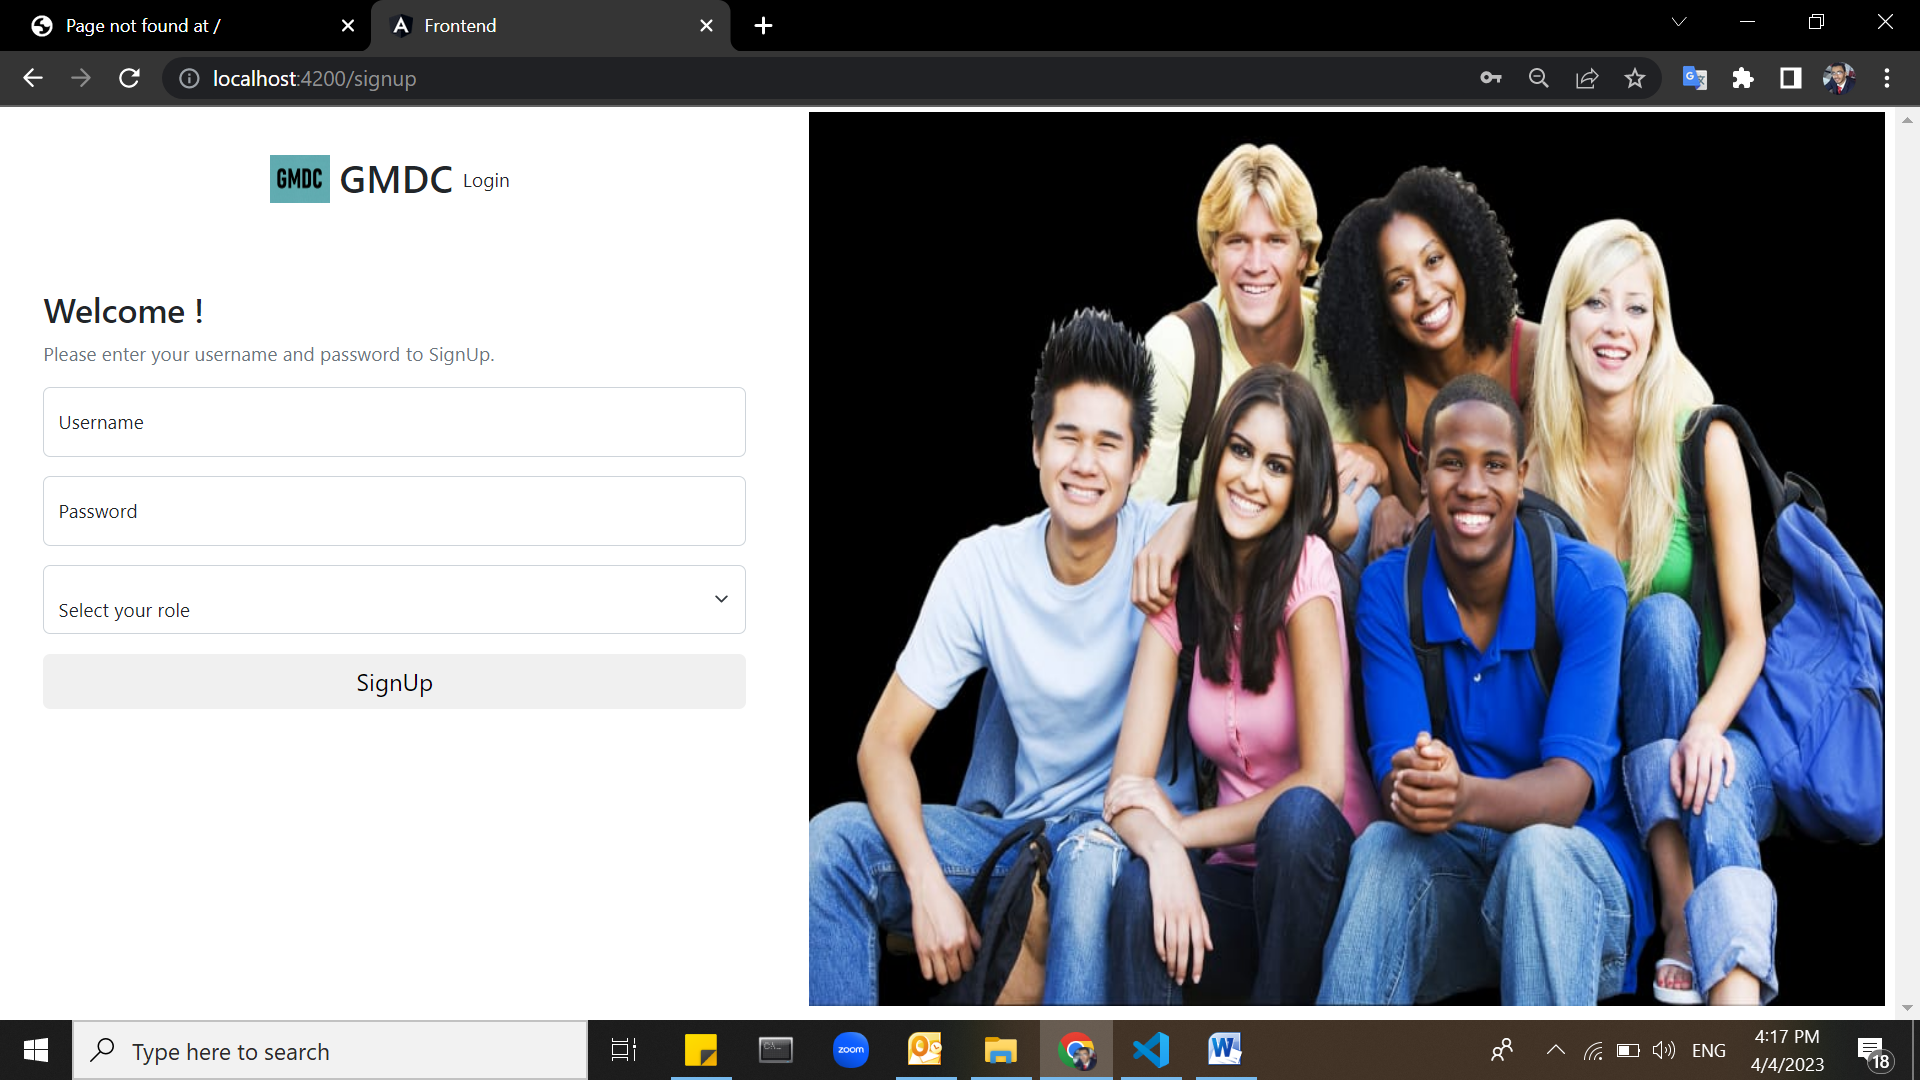 Page not found at /
Frontend
localhost:4200/signup
GMDC GMDC Login
Welcome !
Please enter your username and password to SignUp.
Username
Password
Select your role
SignUp
Type here to search
zoom
ENG
4:17 PM
4/4/2023
18